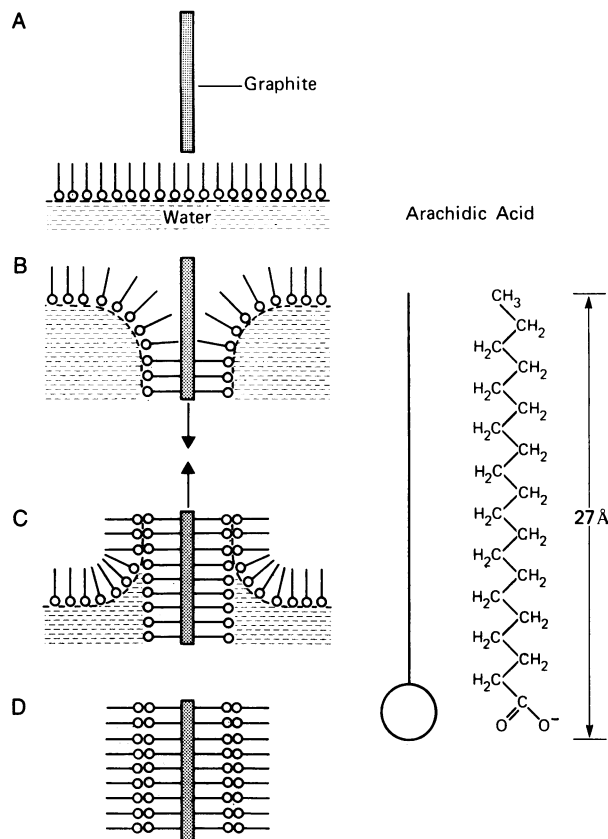 A
Graphite
Water
B
C
D
Arachidic Acid
CH₃
CH₂
H₂C
CH₂
H₂C
CH₂
H₂C
CH₂
H₂C
CH₂
H₂C
CH₂
H₂C
CH₂
H₂C
CH₂
H₂C
CH₂
H₂C
C
O O⁻
27Å